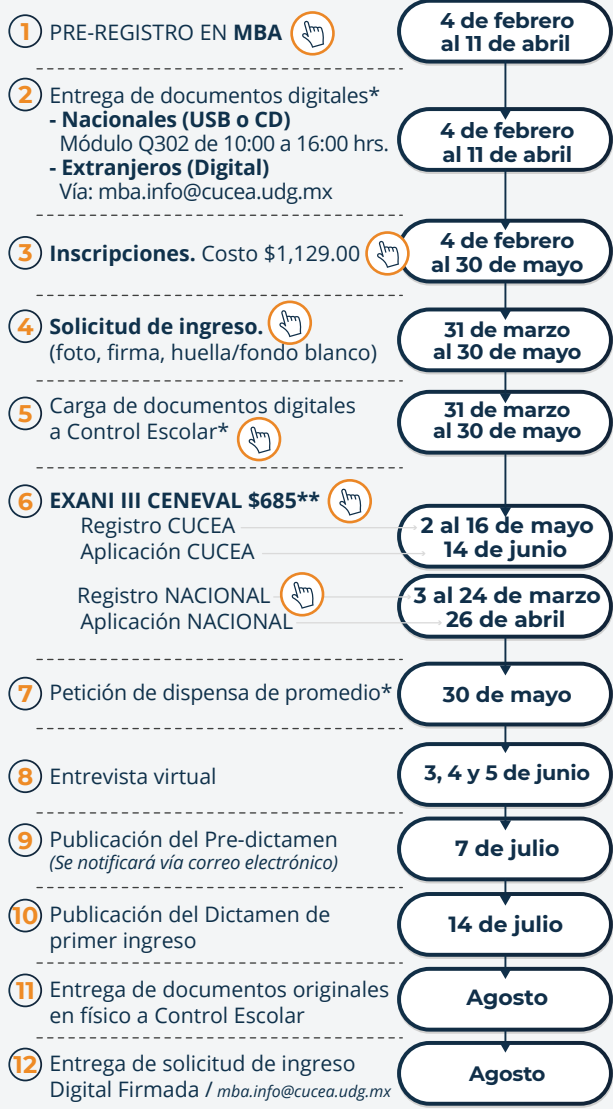 1 PRE-REGISTRO EN MBA
4 de febrero
al 11 de abril
2 Entrega de documentos digitales*
- Nacionales (USB o CD)
Módulo Q302 de 10:00 a 16:00 hrs.
- Extranjeros (Digital)
Vía: mba.info@cucea.udg.mx
4 de febrero
al 11 de abril
3 Inscripciones. Costo $1,129.00
4 de febrero
al 30 de mayo
4 Solicitud de ingreso.
(foto, firma, huella/fondo blanco)
31 de marzo
al 30 de mayo
5 Carga de documentos digitales
a Control Escolar*
31 de marzo
al 30 de mayo
6 EXANI III CENEVAL $685**
Registro CUCEA 2 al 16 de mayo
Aplicación CUCEA 14 de junio
Registro NACIONAL 3 al 24 de marzo
Aplicación NACIONAL 26 de abril
7 Petición de dispensa de promedio* 30 de mayo
8 Entrevista virtual 3, 4 y 5 de junio
9 Publicación del Pre-dictamen
(Se notificará vía correo electrónico)
7 de julio
10 Publicación del Dictamen de
primer ingreso
14 de julio
11 Entrega de documentos originales
en físico a Control Escolar
Agosto
12 Entrega de solicitud de ingreso
Digital Firmada / mba.info@cucea.udg.mx
Agosto